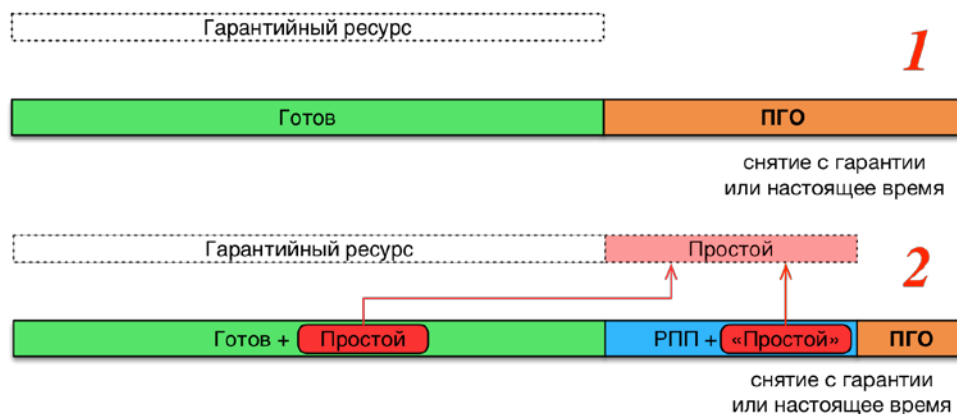 Гарантийный ресурс
1
Готов
ПГО
снятие с гарантии
или настоящее время
Гарантийный ресурс
Простой
2
Готов + Простой
РПП + «Простой»
ПГО
снятие с гарантии
или настоящее время